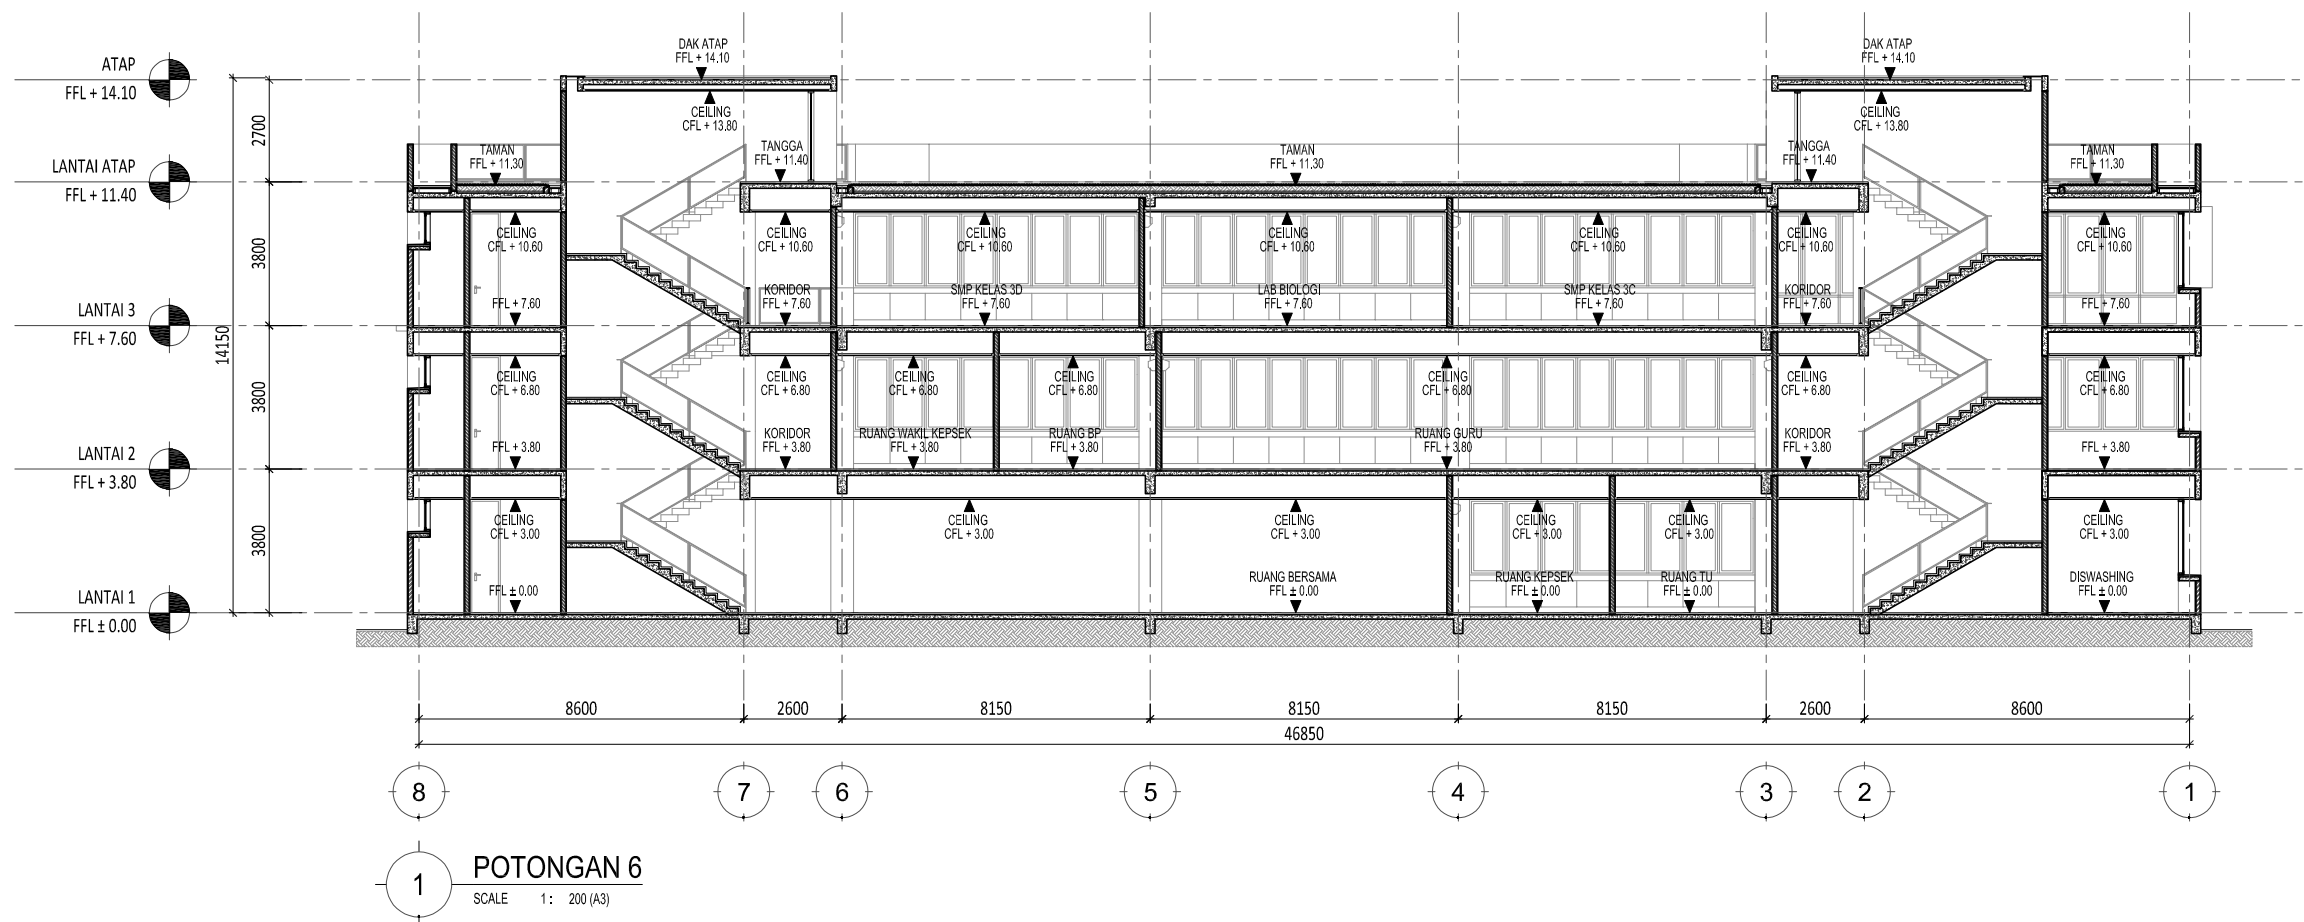 DAK ATAP
FFL + 14.10
DAK ATAP
FFL + 14.10
ATAP
FFL + 14.10
CEILING
CFL + 13.80
CEILING
CFL + 13.80
2700
TAMAN
FFL + 11.30
TANGGA
FFL + 11.40
TAMAN
FFL + 11.30
TANGGA
FFL + 11.40
TAMAN
FFL + 11.30
LANTAI ATAP
FFL + 11.40
3800
CEILING
CFL + 10.60
CEILING
CFL + 10.60
CEILING
CFL + 10.60
CEILING
CFL + 10.60
CEILING
CFL + 10.60
CEILING
CFL + 10.60
CEILING
CFL + 10.60
FFL + 7.60
KORIDOR
FFL + 7.60
SMP KELAS 3D
FFL + 7.60
LAB BIOLOGI
FFL + 7.60
SMP KELAS 3C
FFL + 7.60
KORIDOR
FFL + 7.60
FFL + 7.60
LANTAI 3
FFL + 7.60
14150
3800
CEILING
CFL + 6.80
CEILING
CFL + 6.80
CEILING
CFL + 6.80
CEILING
CFL + 6.80
CEILING
CFL + 6.80
CEILING
CFL + 6.80
CEILING
CFL + 6.80
FFL + 3.80
KORIDOR
FFL + 3.80
RUANG WAKIL KEPSEK
FFL + 3.80
RUANG BP
FFL + 3.80
RUANG GURU
FFL + 3.80
KORIDOR
FFL + 3.80
FFL + 3.80
LANTAI 2
FFL + 3.80
3800
CEILING
CFL + 3.00
CEILING
CFL + 3.00
CEILING
CFL + 3.00
CEILING
CFL + 3.00
CEILING
CFL + 3.00
CEILING
CFL + 3.00
FFL ± 0.00
RUANG BERSAMA
FFL ± 0.00
RUANG KEPSEK
FFL ± 0.00
RUANG TU
FFL ± 0.00
DISWASHING
FFL ± 0.00
LANTAI 1
FFL ± 0.00
8600 2600 8150 8150 8150 2600 8600
46850
8 7 6 5 4 3 2 1
1 POTONGAN 6
SCALE 1: 200 (A3)